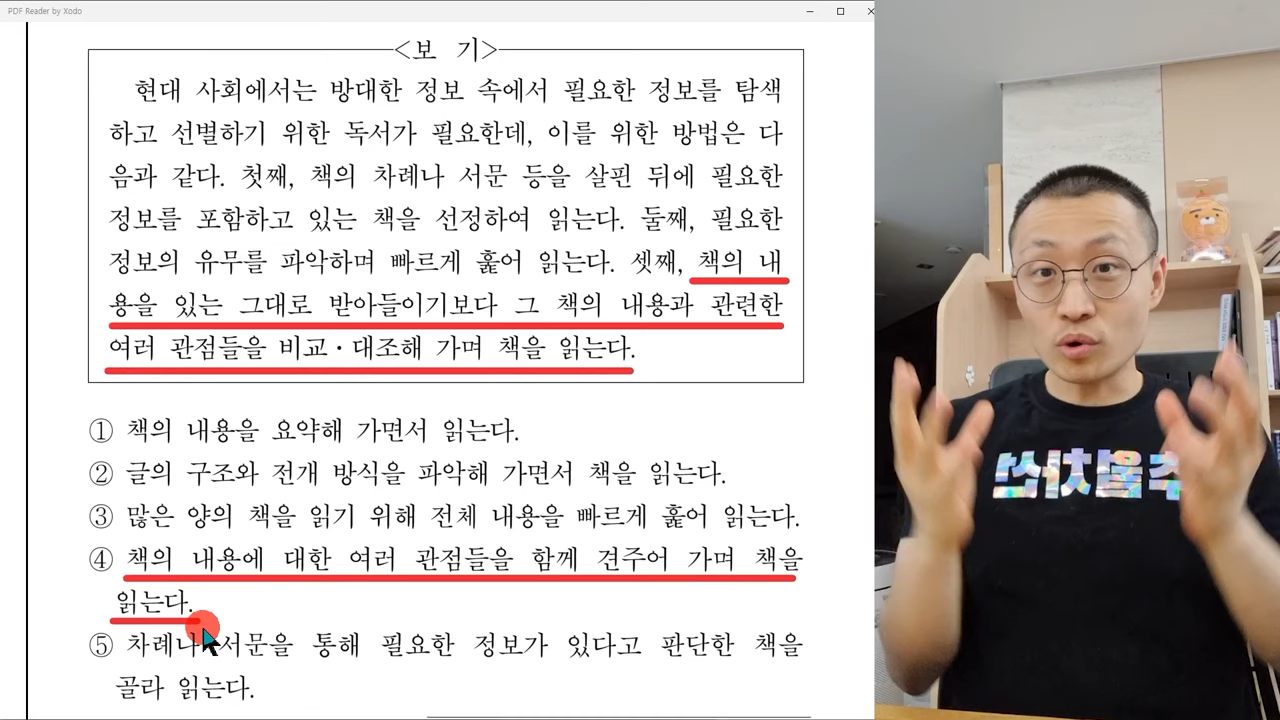 PDF Reader by Xodo
<보 기>
현대 사회에서는 방대한 정보 속에서 필요한 정보를 탐색
하고 선별하기 위한 독서가 필요한데, 이를 위한 방법은 다
음과 같다. 첫째, 책의 차례나 서문 등을 살핀 뒤에 필요한
정보를 포함하고 있는 책을 선정하여 읽는다. 둘째, 필요한
정보의 유무를 파악하며 빠르게 훑어 읽는다. 셋째, 책의 내
용을 있는 그대로 받아들이기보다 그 책의 내용과 관련한
여러 관점들을 비교·대조해 가며 책을 읽는다.
① 책의 내용을 요약해 가면서 읽는다.
② 글의 구조와 전개 방식을 파악해 가면서 책을 읽는다.
③ 많은 양의 책을 읽기 위해 전체 내용을 빠르게 훑어 읽는다.
④ 책의 내용에 대한 여러 관점들을 함께 견주어 가며 책을
읽는다.
⑤ 차례나 서문을 통해 필요한 정보가 있다고 판단한 책을
골라 읽는다.